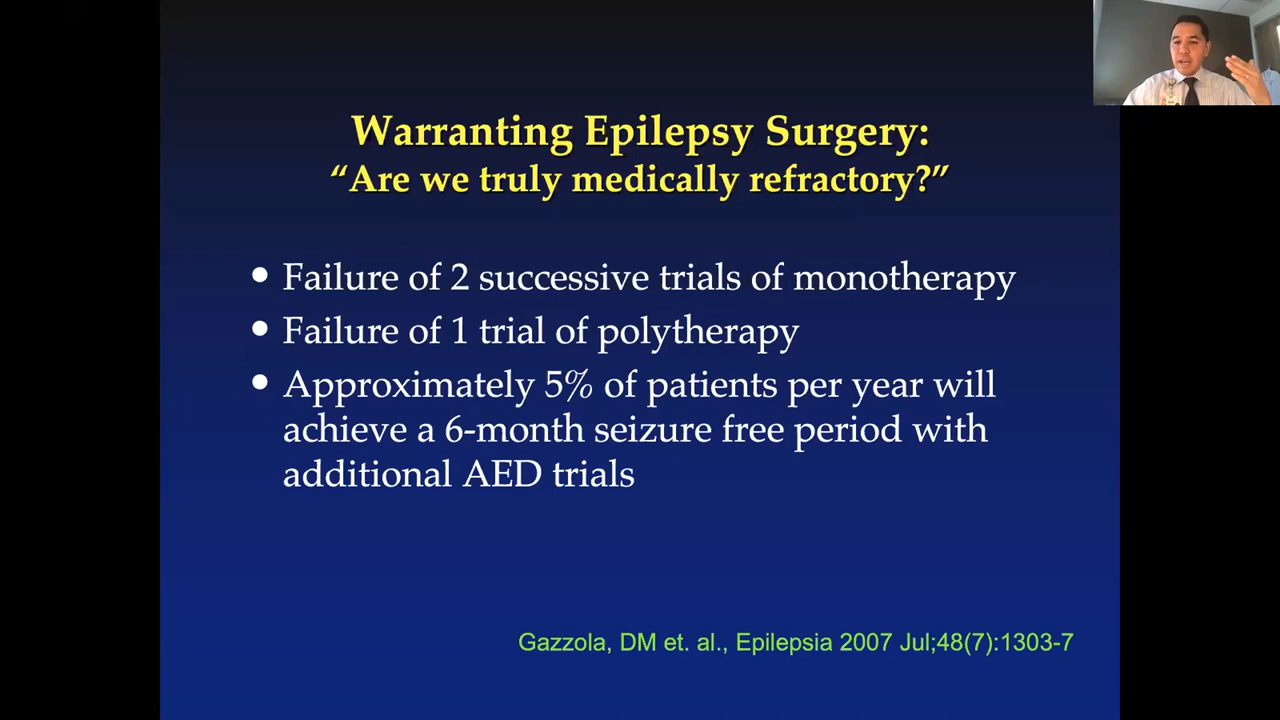 Warranting Epilepsy Surgery:
“Are we truly medically refractory?”
• Failure of 2 successive trials of monotherapy
• Failure of 1 trial of polytherapy
• Approximately 5% of patients per year will
achieve a 6-month seizure free period with
additional AED trials
Gazzola, DM et. al., Epilepsia 2007 Jul;48(7):1303-7